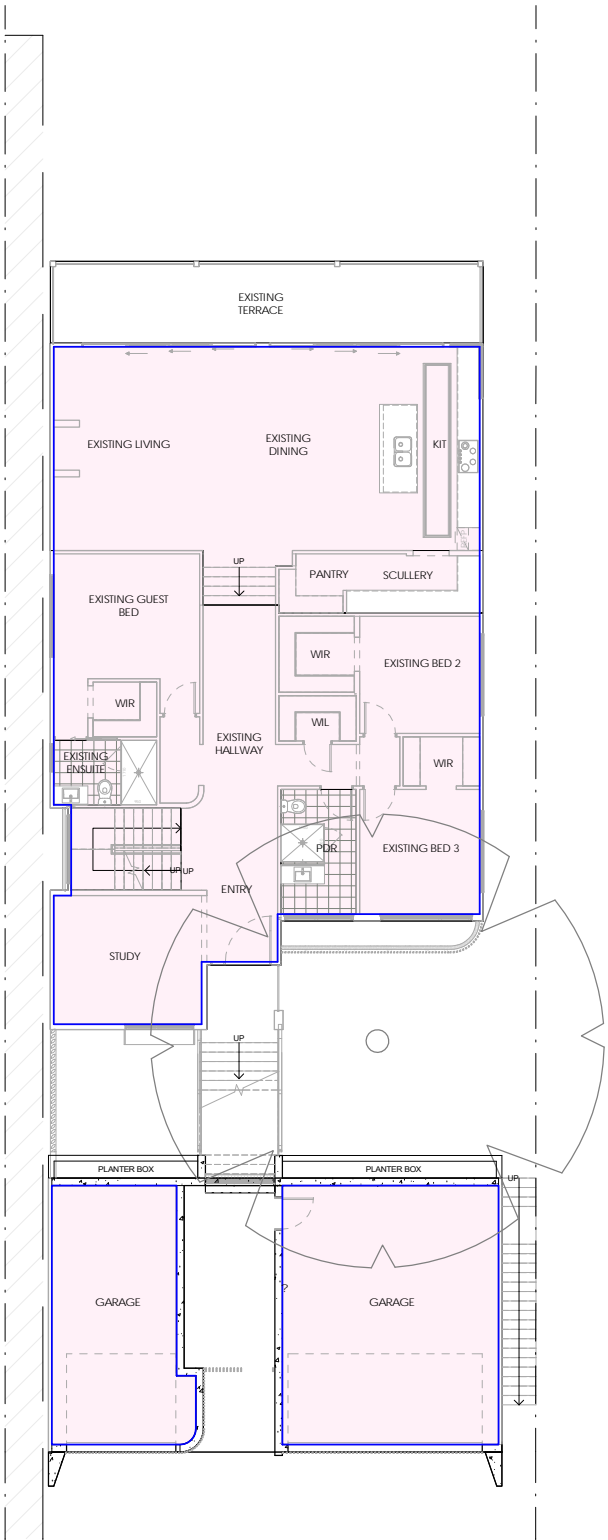 EXISTING
TERRACE
EXISTING LIVING
EXISTING
DINING
KIT
UP
PANTRY
SCULLERY
EXISTING GUEST
BED
WIR
EXISTING BED 2
WIR
WIL
EXISTING
HALLWAY
WIR
EXISTING
ENSUITE
PDR
EXISTING BED 3
UP
UP
ENTRY
STUDY
UP
PLANTER BOX
PLANTER BOX
UP
?
GARAGE
GARAGE